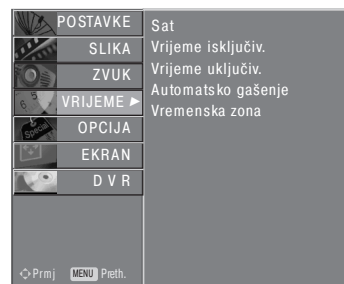 POSTAVKE
SLIKA
ZVUK
VRIJEME
OPCIJA
EKRAN
D V R
Sat
Vrijeme isključiv.
Vrijeme uključiv.
Automatsko gašenje
Vremenska zona
Prmj MENU Preth.